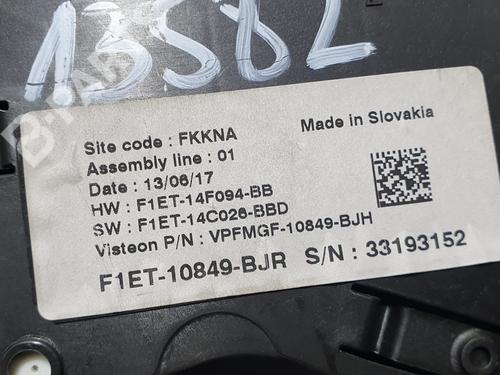 13582
B-PARTS
Site code : FKKNA
Made in Slovakia
Assembly line : 01
Date : 13/06/17
HW : F1ET-14F094-BB
SW : F1ET-14C026-BBD
Visteon P/N : VPFMGF-10849-BJH
F1ET-10849-BJR S/N : 33193152